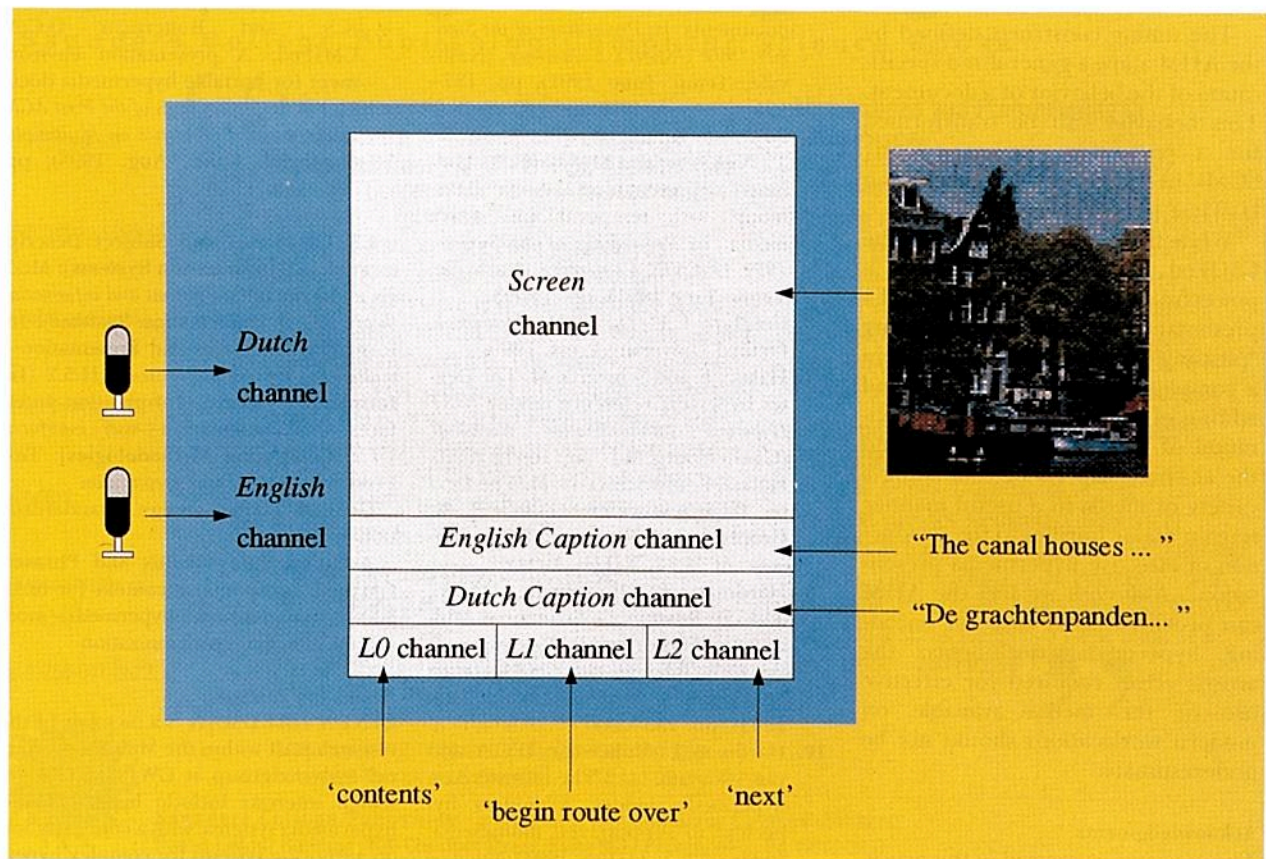 Screen
channel
Dutch
channel
English
channel
English Caption channel
“The canal houses ... ”
Dutch Caption channel
“De grachtenpanden... ”
L0 channel
L1 channel
L2 channel
‘contents’
‘begin route over’
‘next’